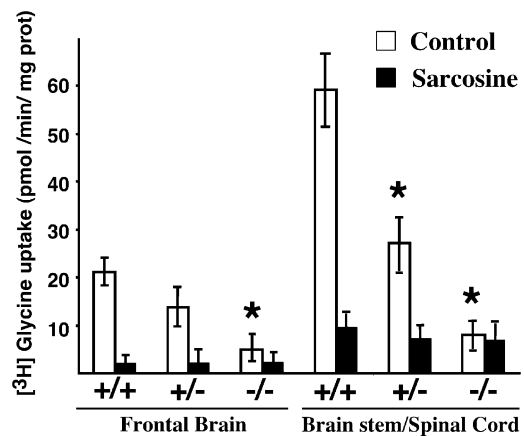 [³H] Glycine uptake (pmol /min/ mg prot)
Control
Sarcosine
60
50
40
30
20
10
*
*
*
+/+ +/- -/- +/+ +/- -/-
Frontal Brain Brain stem/Spinal Cord